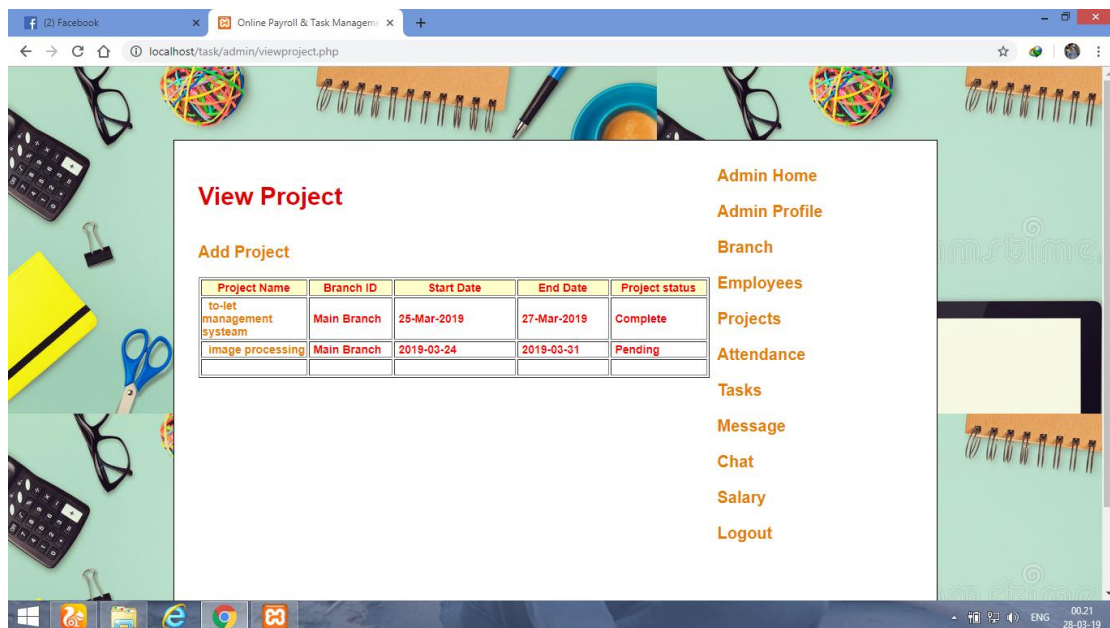 (2) Facebook
Online Payroll & Task Managem
localhost/task/admin/viewproject.php
View Project
Add Project
Project Name Branch ID Start Date End Date Project status
to-let
management
systeam
Main Branch 25-Mar-2019 27-Mar-2019 Complete
image processing Main Branch 2019-03-24 2019-03-31 Pending
Admin Home
Admin Profile
Branch
Employees
Projects
Attendance
Tasks
Message
Chat
Salary
Logout
ENG
00.21
28-03-19